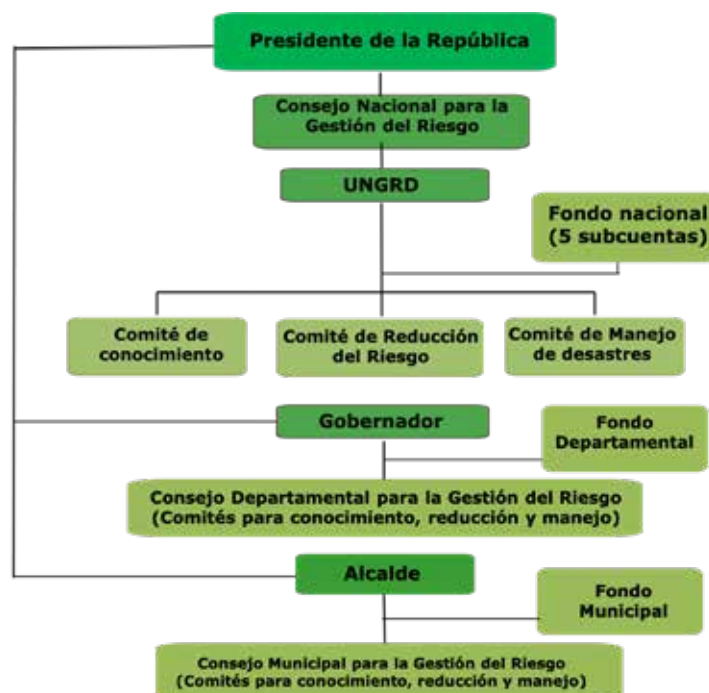 Presidente de la República
Consejo Nacional para la
Gestión del Riesgo
UNGRD
Fondo nacional
(5 subcuentas)
Comité de
conocimiento
Comité de Reducción
del Riesgo
Comité de Manejo
de desastres
Gobernador
Fondo
Departamental
Consejo Departamental para la Gestión del Riesgo
(Comités para conocimiento, reducción y manejo)
Alcalde
Fondo
Municipal
Consejo Municipal para la Gestión del Riesgo
(Comités para conocimiento, reducción y manejo)